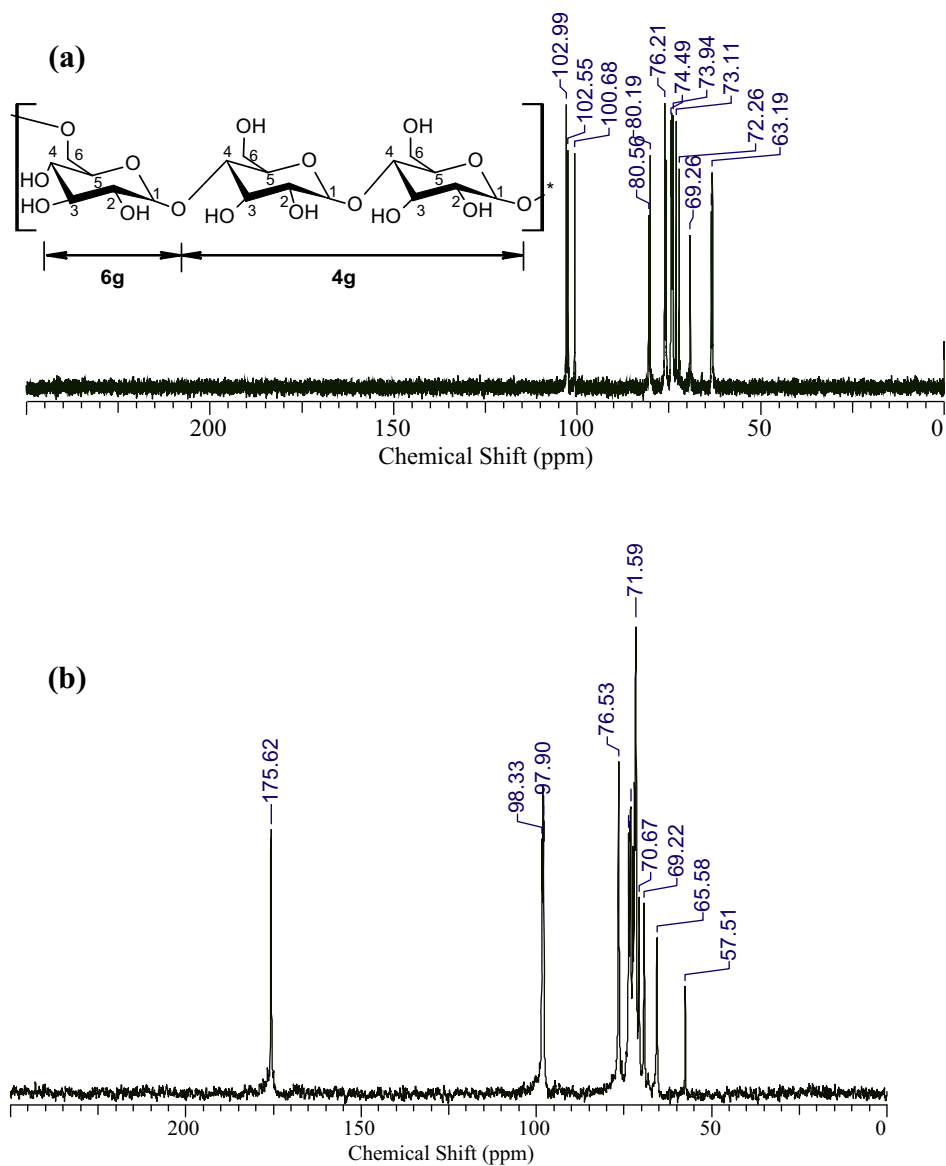 (a)
102.99
102.55
100.68
80.56
80.19
76.21
74.49
73.94
73.11
72.26
69.26
63.19
O
6
4
5
O
HO
HO
3
2
OH
1
O
OH
6
4
5
O
HO
3
2
OH
1
O
OH
6
4
5
O
HO
3
2
OH
1
O
*
6g
4g
200
150
100
50
0
Chemical Shift (ppm)
(b)
175.62
98.33
97.90
76.53
71.59
70.67
69.22
65.58
57.51
200
150
100
50
0
Chemical Shift (ppm)